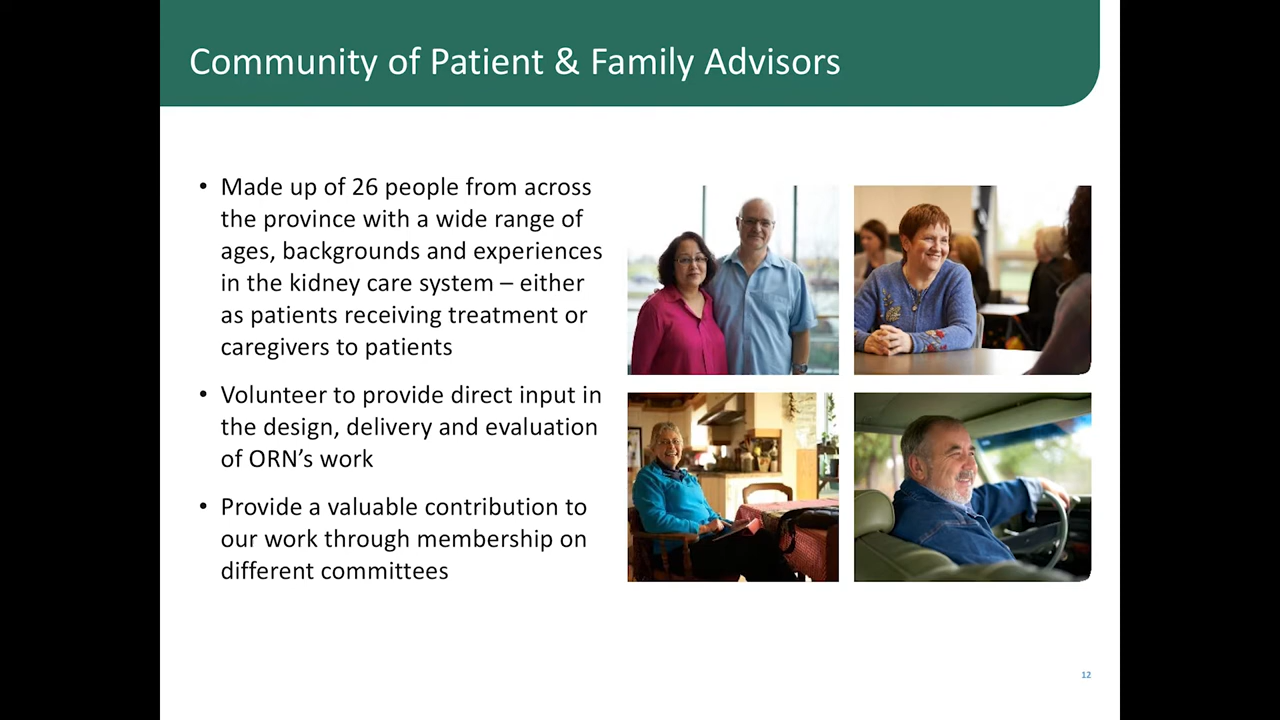 Community of Patient & Family Advisors
• Made up of 26 people from across
the province with a wide range of
ages, backgrounds and experiences
in the kidney care system – either
as patients receiving treatment or
caregivers to patients
• Volunteer to provide direct input in
the design, delivery and evaluation
of ORN’s work
• Provide a valuable contribution to
our work through membership on
different committees
12